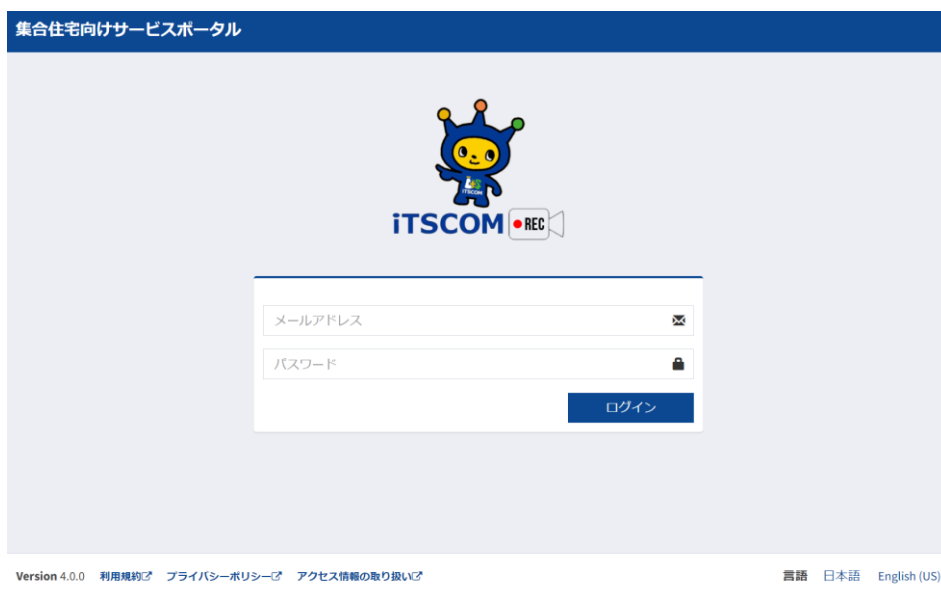 集合住宅向けサービスポータル
iTS
iTSCOM
iTSCOM REC
メールアドレス
パスワード
ログイン
Version 4.0.0 利用規約 プライバシーポリシー アクセス情報の取り扱い 言語 日本語 English (US)